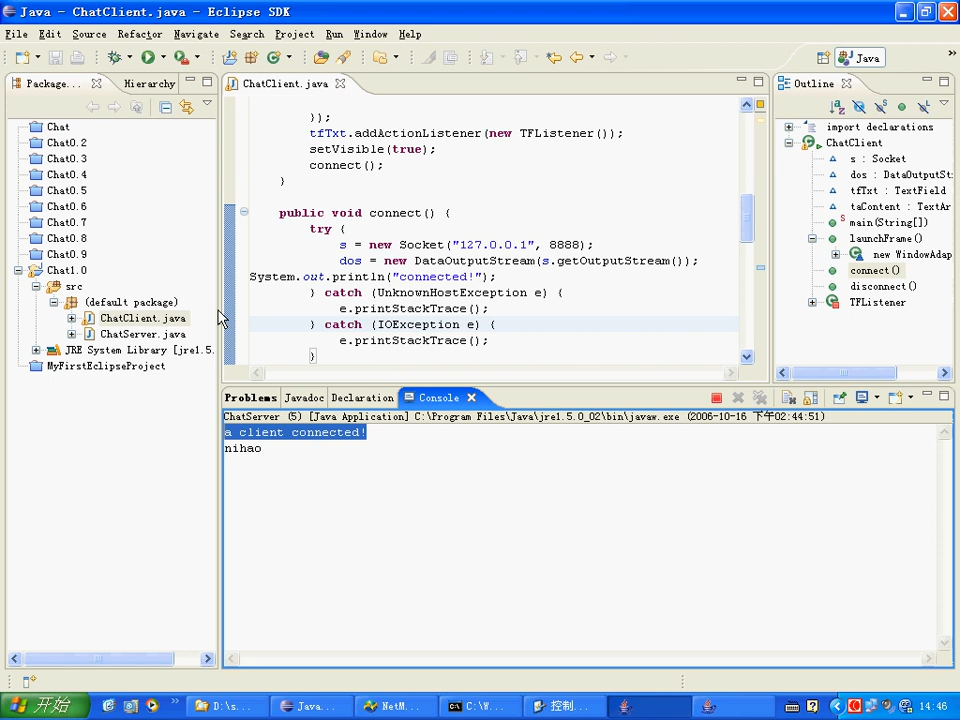 Java - ChatClient.java - Eclipse SDK
File Edit Source Refactor Navigate Search Project Run Window Help
Java
Package... Hierarchy
Chat
Chat0.2
Chat0.3
Chat0.4
Chat0.5
Chat0.6
Chat0.7
Chat0.8
Chat0.9
Chat1.0
src
(default package)
ChatClient.java
ChatServer.java
JRE System Library [jre1.5.
MyFirstEclipseProject
ChatClient.java
});
tfTxt.addActionListener(new TFListener());
setVisible(true);
connect();
}
public void connect() {
try {
s = new Socket("127.0.0.1", 8888);
dos = new DataOutputStream(s.getOutputStream());
System.out.println("connected!");
} catch (UnknownHostException e) {
e.printStackTrace();
} catch (IOException e) {
e.printStackTrace();
}
Outline
import declarations
ChatClient
s : Socket
dos : DataOutputSt
tfTxt : TextField
taContent : TextAr
main(String[])
launchFrame()
new WindowAdap
connect()
disconnect()
TFListener
Problems Javadoc Declaration Console
ChatServer (5) [Java Application] C:\Program Files\Java\jre1.5.0_02\bin\javaw.exe (2006-10-16 下午02:44:51)
a client connected!
nihao
开始 D:\s... Java... NetM... C:\W... 控制... 14:46